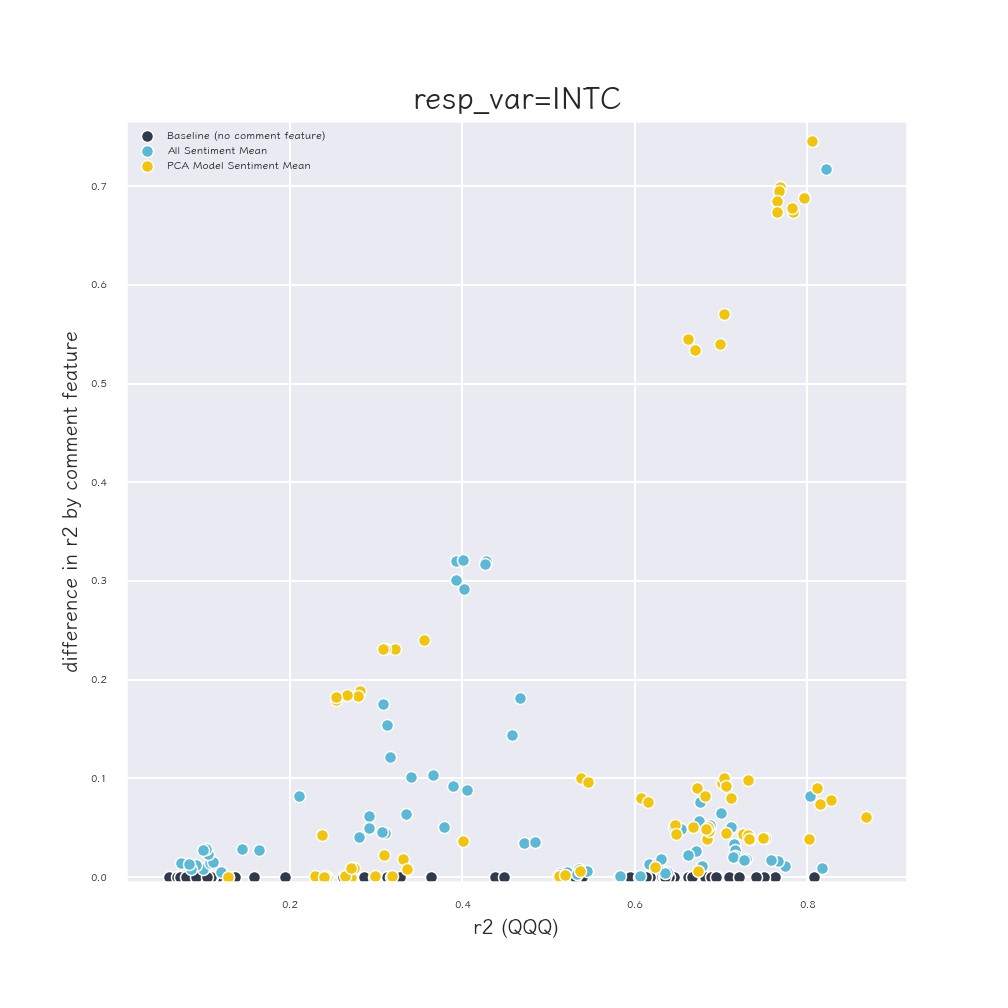 resp_var=INTC
Baseline (no comment feature)
All Sentiment Mean
PCA Model Sentiment Mean
difference in r2 by comment feature
0.7
0.6
0.5
0.4
0.3
0.2
0.1
0.0
0.2 0.4 0.6 0.8
r2 (QQQ)